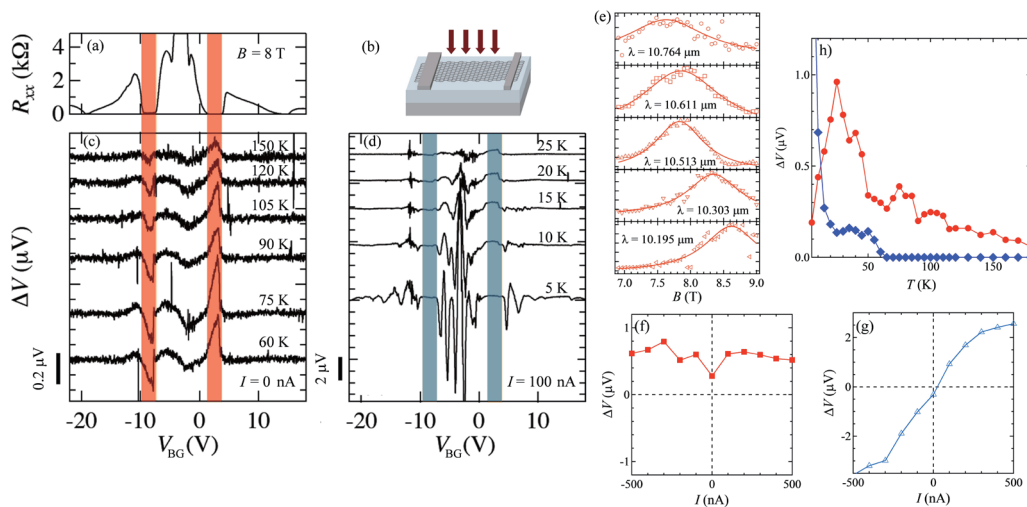 (a)
B = 8 T
Rxx (kΩ)
4
2
0
(b)
(c)
150 K
120 K
105 K
90 K
75 K
60 K
ΔV (μV)
0.2 μV
I = 0 nA
-20 -10 0 10
VBG (V)
(d)
25 K
20 K
15 K
10 K
5 K
2 μV
I = 100 nA
-20 -10 0 10
VBG (V)
(e)
λ = 10.764 μm
λ = 10.611 μm
λ = 10.513 μm
λ = 10.303 μm
λ = 10.195 μm
7.0 7.5 8.0 8.5 9.0
B (T)
(f)
ΔV (μV)
1
0
-1
-500 0 500
I (nA)
h)
ΔV (μV)
1.0
0.5
0.0
0 50 100 150
T (K)
(g)
ΔV (μV)
2
0
-2
-500 0 500
I (nA)